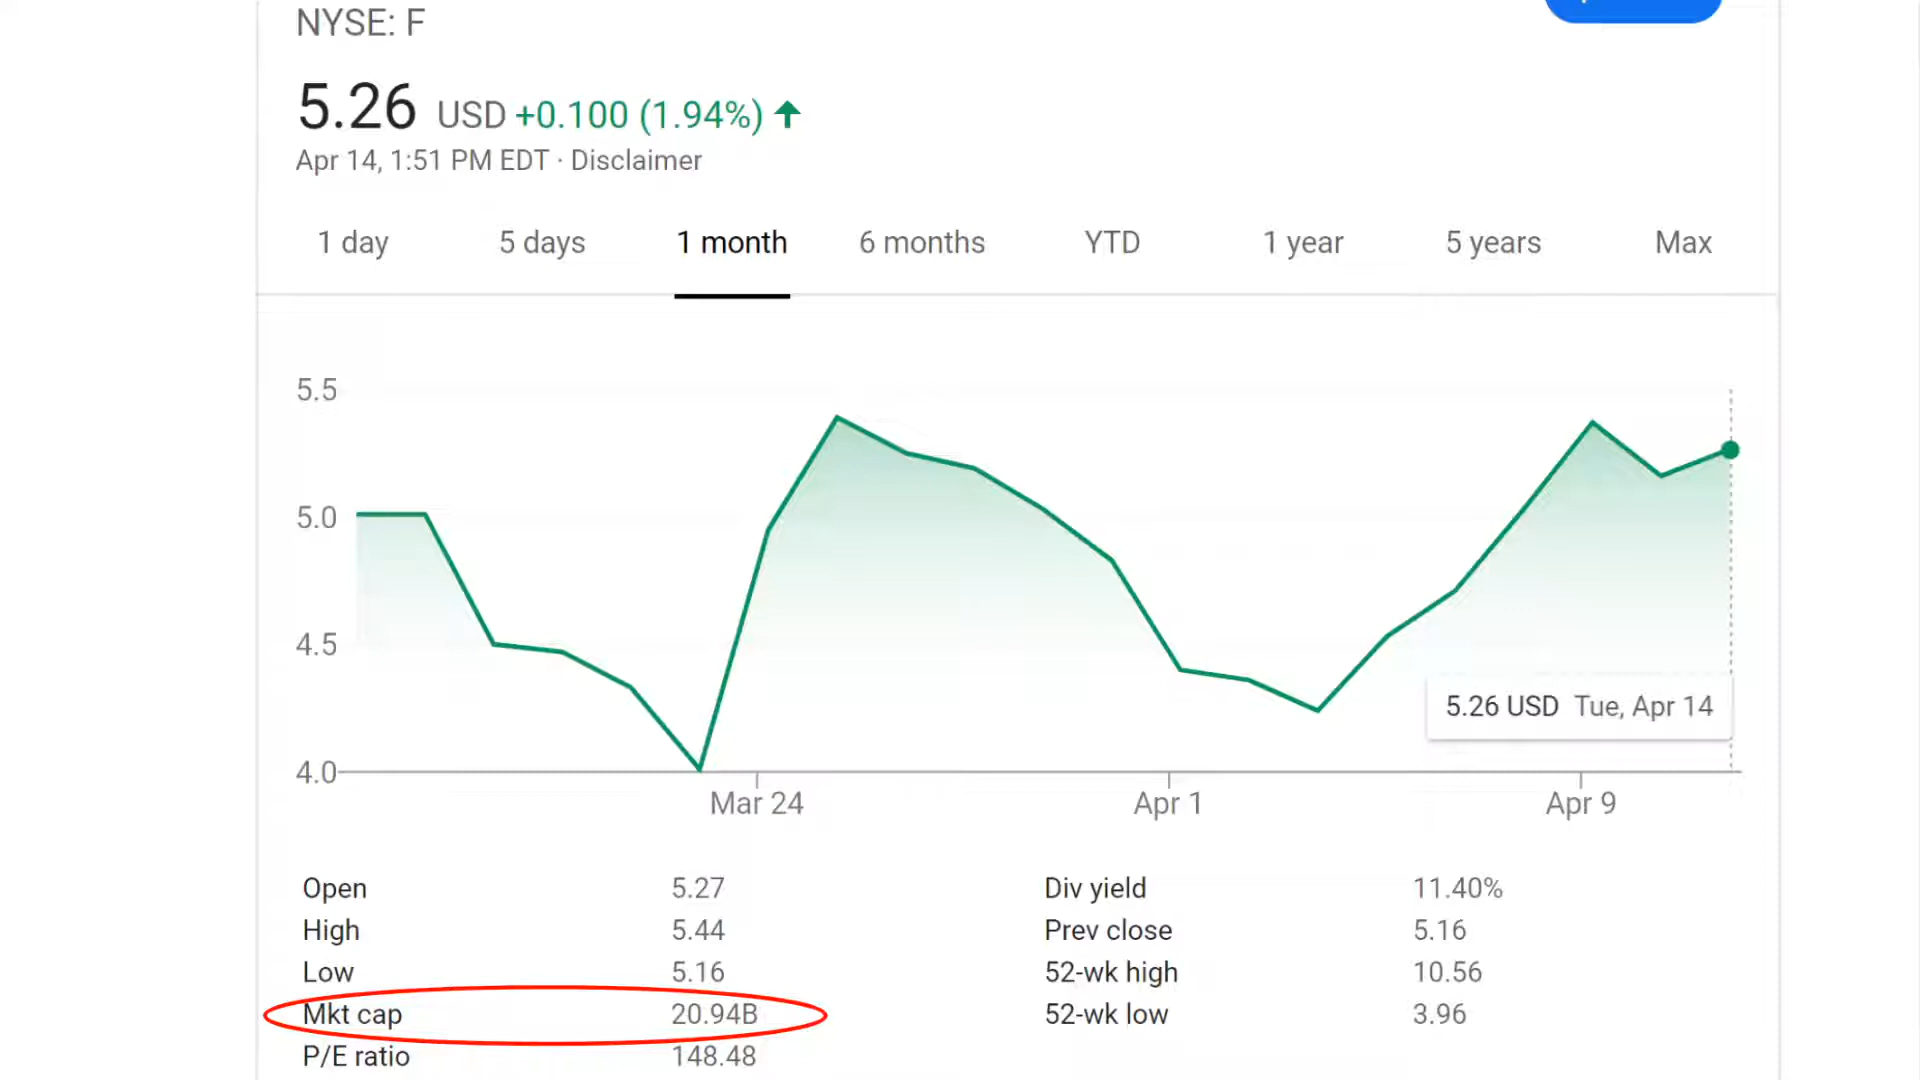 NYSE: F
5.26 USD +0.100 (1.94%)
Apr 14, 1:51 PM EDT · Disclaimer
1 day 5 days 1 month 6 months YTD 1 year 5 years Max
5.5
5.0
4.5
4.0
5.26 USD Tue, Apr 14
Mar 24 Apr 1 Apr 9
Open 5.27 Div yield 11.40%
High 5.44 Prev close 5.16
Low 5.16 52-wk high 10.56
Mkt cap 20.94B 52-wk low 3.96
P/E ratio 148.48